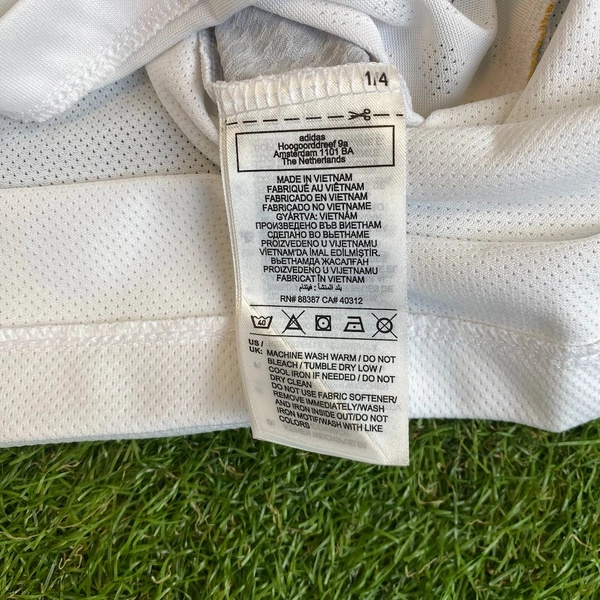 1/4
adidas
Hoogoorddreef 9a
Amsterdam 1101 BA
The Netherlands
MADE IN VIETNAM
FABRIQUÉ AU VIÊTNAM
FABRICADO EN VIETNAM
FABRICADO NO VIETNAME
GYÁRTVA: VIETNÁM
ПРОИЗВЕДЕНО ВЪВ ВИЕТНАМ
СДЕЛАНО ВО ВЬЕТНАМЕ
PROIZVEDENO U VIJETNAMU
VIETNAM'DA İMAL EDİLMİŞTİR.
ВЬЕТНАМДА ЖАСАЛҒАН
PROIZVEDENO U VIJETNAMU
FABRICAT ÎN VIETNAM
بلد المنشأ : فيتنام
RN# 88387 CA# 40312
40
US / UK: MACHINE WASH WARM / DO NOT
BLEACH / TUMBLE DRY LOW /
COOL IRON IF NEEDED / DO NOT
DRY CLEAN
DO NOT USE FABRIC SOFTENER/
REMOVE IMMEDIATELY/WASH
AND IRON INSIDE OUT/DO NOT
IRON MOTIF/WASH WITH LIKE
COLORS